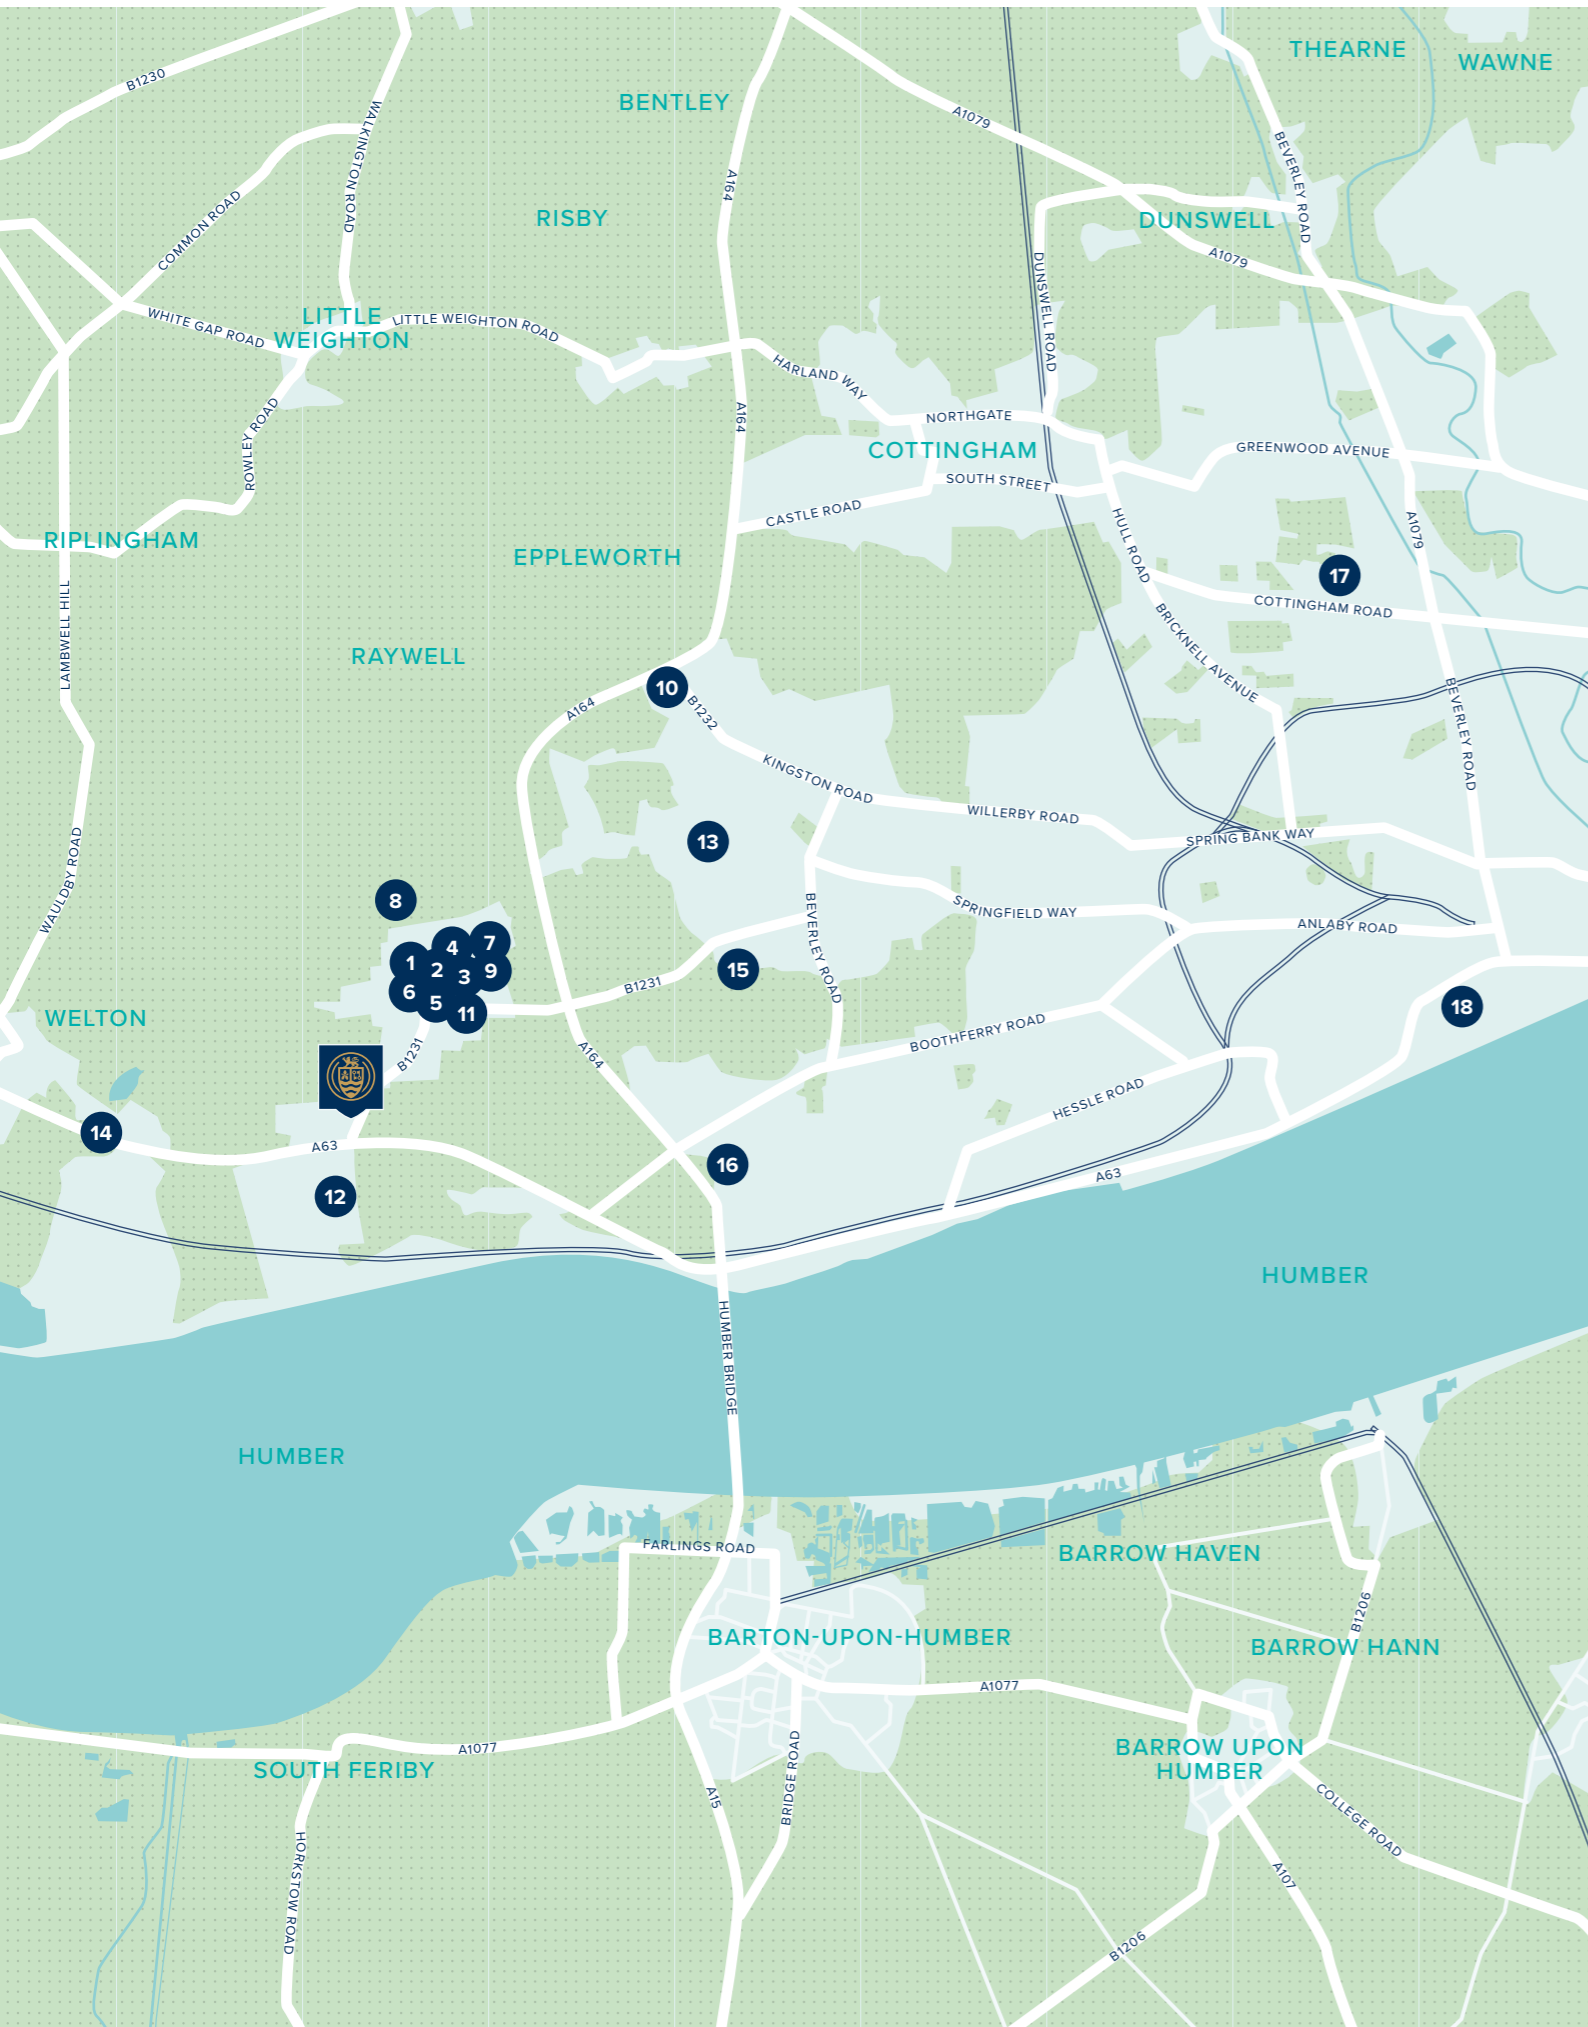 THEARNE
WAWNE
B1230
BENTLEY
WALKINGTON ROAD
A1079
BEVERLEY ROAD
A164
COMMON ROAD
RISBY
DUNSWELL
A1079
DUNSWELL ROAD
WHITE GAP ROAD
LITTLE
WEIGHTON
LITTLE WEIGHTON ROAD
HARLAND WAY
A164
NORTHGATE
ROWLEY ROAD
COTTINGHAM
GREENWOOD AVENUE
SOUTH STREET
CASTLE ROAD
HULL ROAD
A1079
RIPLINGHAM
EPPLEWORTH
17
COTTINGHAM ROAD
LAMBWELL HILL
BRICKNELL AVENUE
RAYWELL
10
A164
B1232
BEVERLEY ROAD
KINGSTON ROAD
WILLERBY ROAD
SPRING BANK WAY
13
WAULDBY ROAD
8
SPRINGFIELD WAY
ANLABY ROAD
BEVERLEY ROAD
4
7
1
2
3
9
15
6
5
11
B1231
18
WELTON
BOOTHFERRY ROAD
B1231
A164
HESSLE ROAD
14
A63
16
A63
12
HUMBER
HUMBER BRIDGE
HUMBER
FARLINGS ROAD
BARROW HAVEN
B1206
BARTON-UPON-HUMBER
BARROW HANN
A1077
A1077
SOUTH FERIBY
BARROW UPON
HUMBER
A15
BRIDGE ROAD
COLLEGE ROAD
HORKSTOW ROAD
A107
B1206